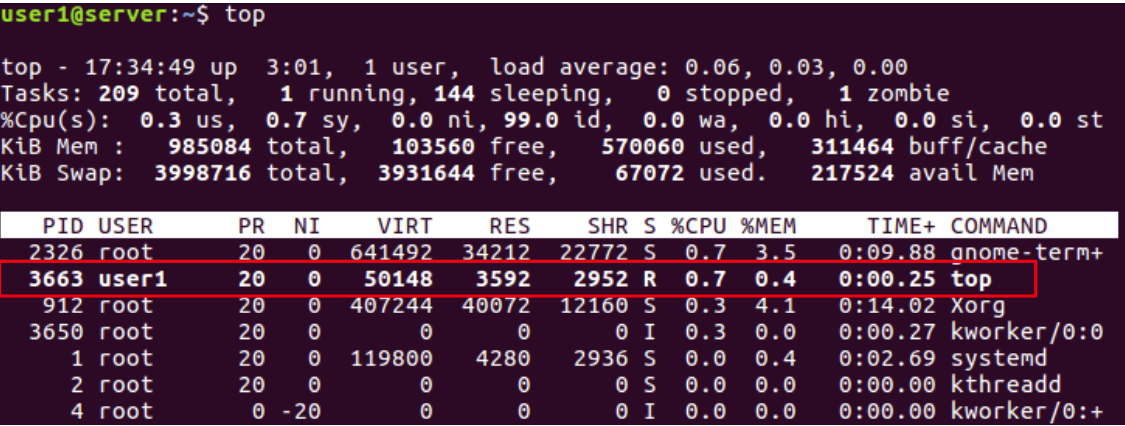 user1@server:~$ top
top - 17:34:49 up  3:01,  1 user,  load average: 0.06, 0.03, 0.00
Tasks: 209 total,   1 running, 144 sleeping,   0 stopped,   1 zombie
%Cpu(s):  0.3 us,  0.7 sy,  0.0 ni, 99.0 id,  0.0 wa,  0.0 hi,  0.0 si,  0.0 st
KiB Mem :   985084 total,   103560 free,   570060 used,   311464 buff/cache
KiB Swap:  3998716 total,  3931644 free,    67072 used.   217524 avail Mem
PID USER      PR  NI    VIRT    RES    SHR S %CPU %MEM     TIME+ COMMAND
2326 root      20   0  641492  34212  22772 S  0.7  3.5   0:09.88 gnome-term+
3663 user1     20   0   50148   3592   2952 R  0.7  0.4   0:00.25 top
912 root      20   0  407244  40072  12160 S  0.3  4.1   0:14.02 Xorg
3650 root      20   0       0      0      0 I  0.3  0.0   0:00.27 kworker/0:0
1 root      20   0  119800   4280   2936 S  0.0  0.4   0:02.69 systemd
2 root      20   0       0      0      0 S  0.0  0.0   0:00.00 kthreadd
4 root       0 -20       0      0      0 I  0.0  0.0   0:00.00 kworker/0:+